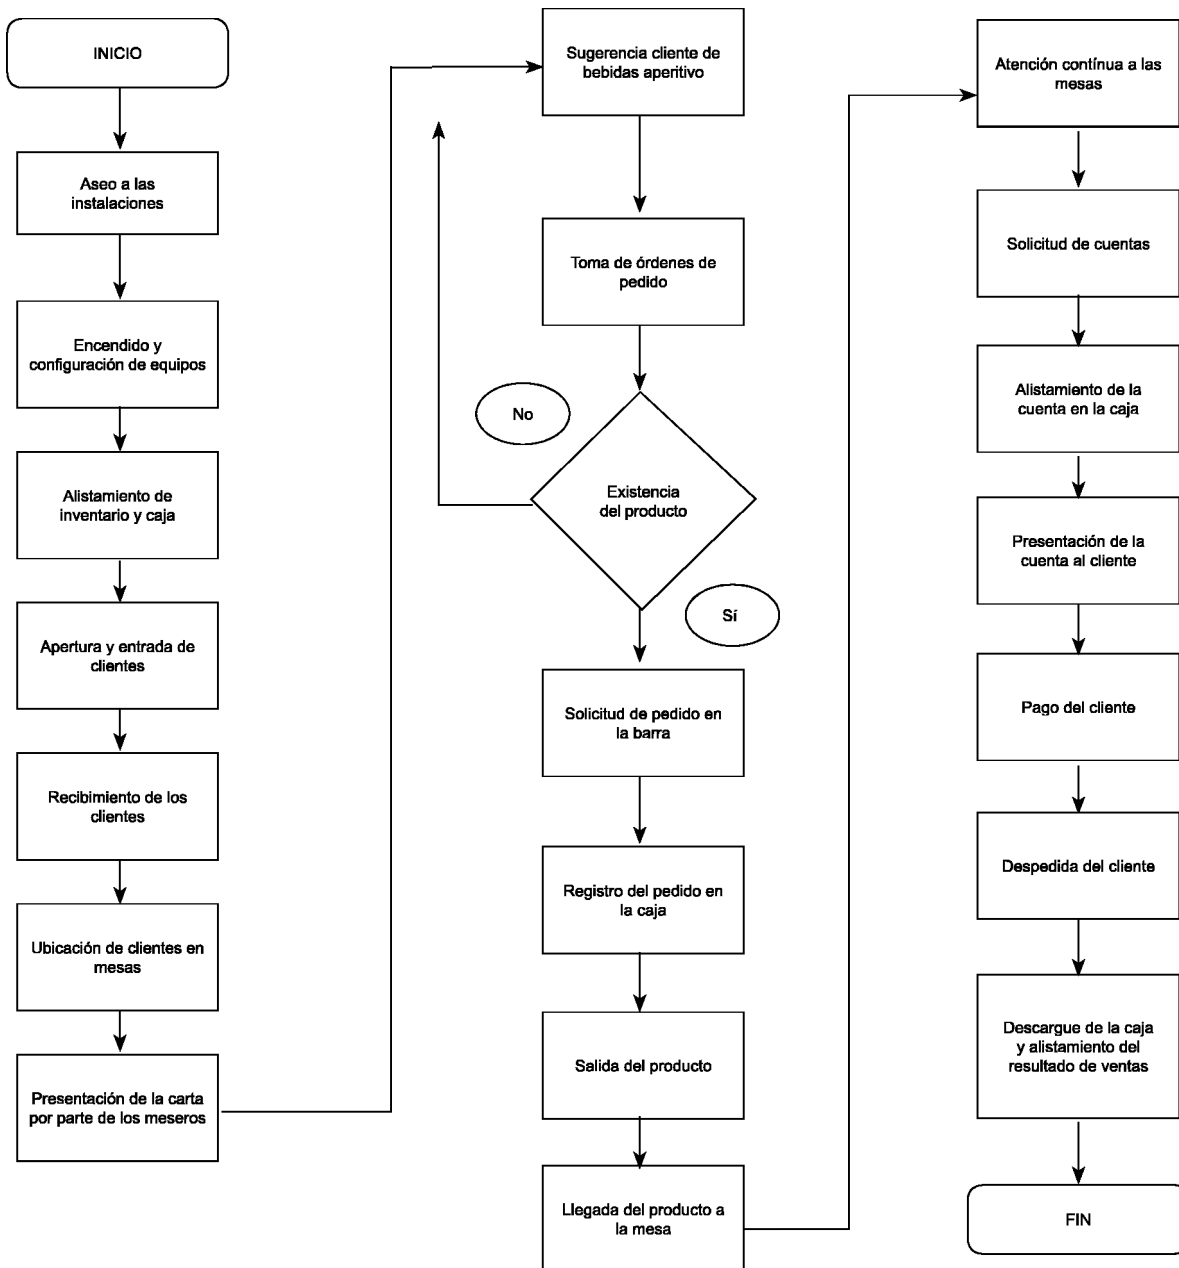 INICIO
Aseo a las
instalaciones
Encendido y
configuración de equipos
Alistamiento de
inventario y caja
Apertura y entrada de
clientes
Recibimiento de los
clientes
Ubicación de clientes en
mesas
Presentación de la carta
por parte de los meseros
Sugerencia cliente de
bebidas aperitivo
Toma de órdenes de
pedido
No
Existencia
del producto
Sí
Solicitud de pedido en
la barra
Registro del pedido en
la caja
Salida del producto
Llegada del producto a
la mesa
Atención contínua a las
mesas
Solicitud de cuentas
Alistamiento de la
cuenta en la caja
Presentación de la
cuenta al cliente
Pago del cliente
Despedida del cliente
Descargue de la caja
y alistamiento del
resultado de ventas
FIN